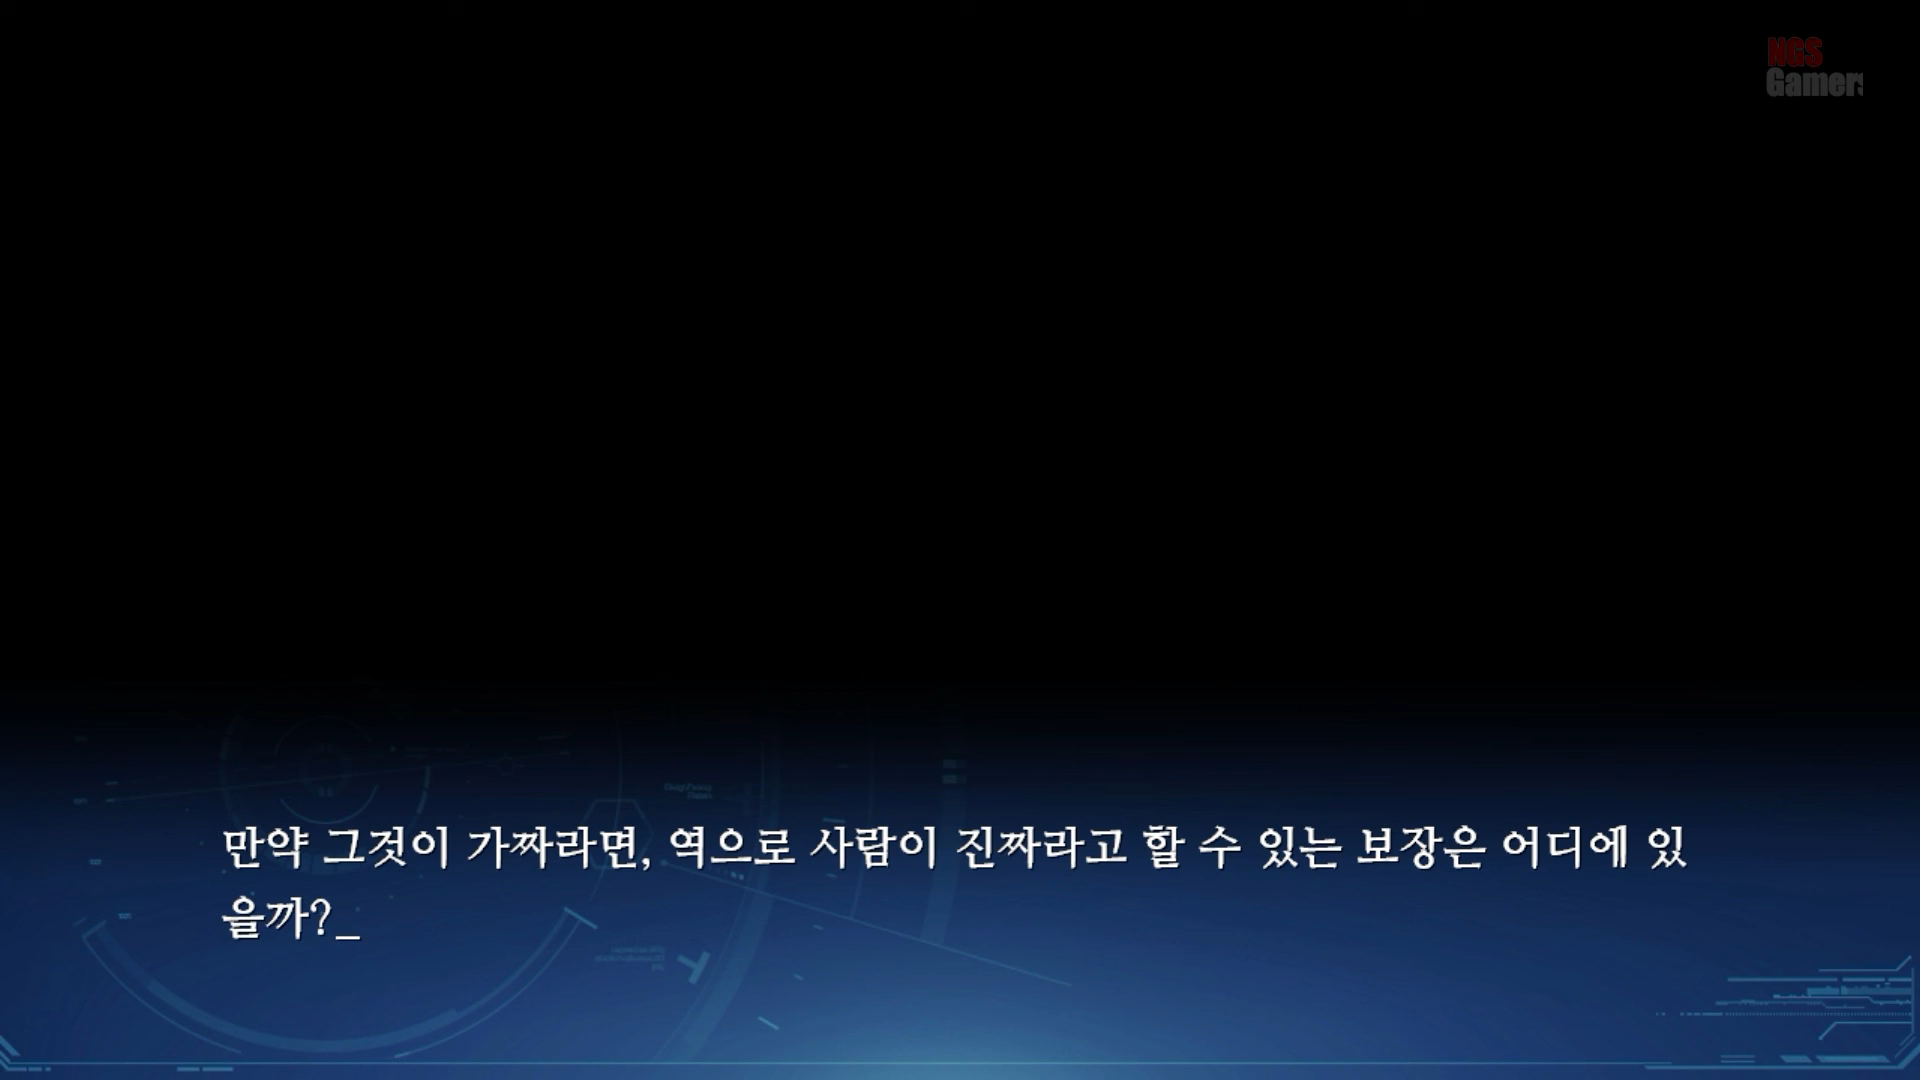 NGS
Gamers
만약 그것이 가짜라면, 역으로 사람이 진짜라고 할 수 있는 보장은 어디에 있
을까?_